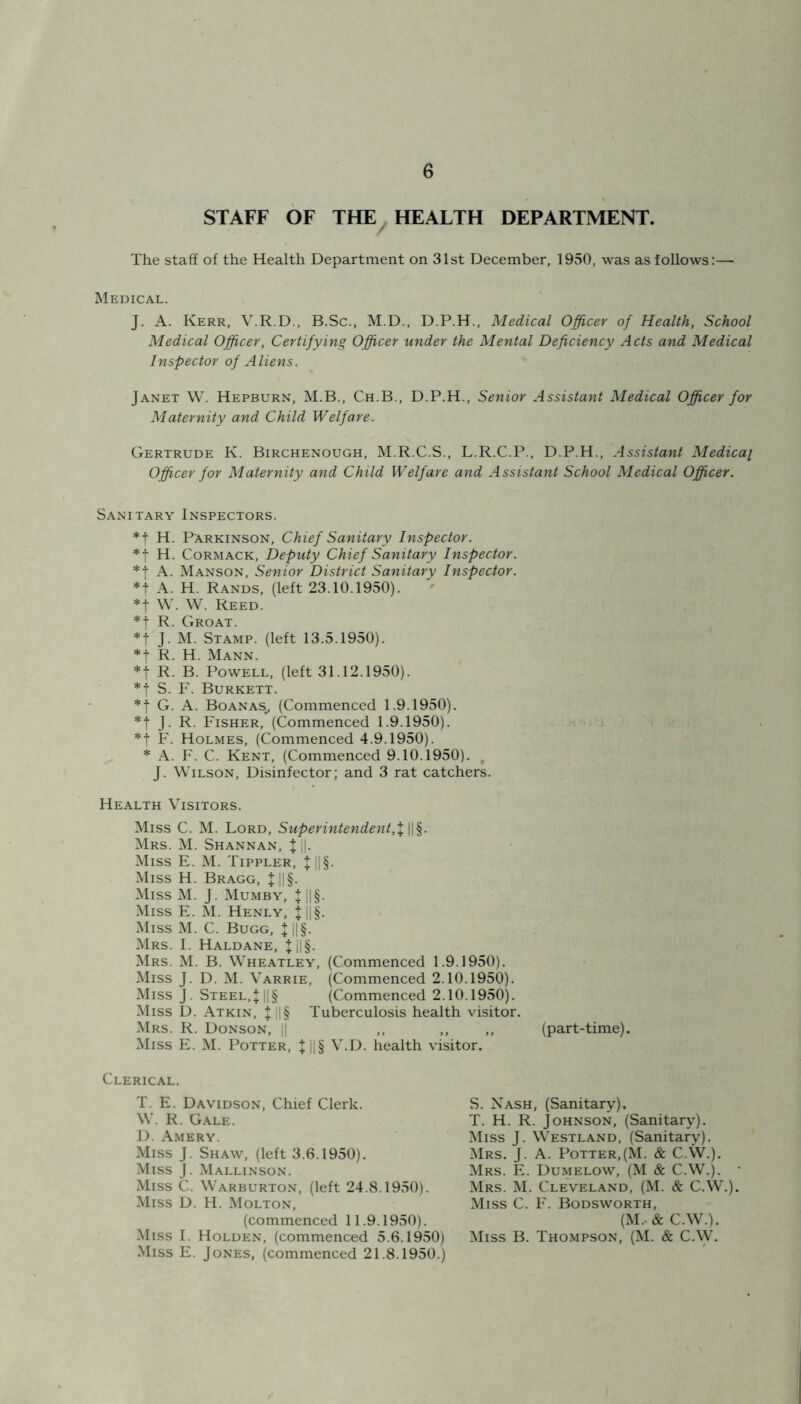 6
STAFF OF THE HEALTH DEPARTMENT.
The staff of the Health Department on 31st December, 1950, was as follows:—
MEDICAL.
J. A. KERR, V.R.D., B.Sc., M.D., D.P.H., Medical Officer of Health, School
Medical Officer, Certifying Officer under the Mental Deficiency Acts and Medical
Inspector of Aliens.
JANET W. HEPBURN, M.B., CH.B., D.P.H., Senior Assistant Medical Officer for
Maternity and Child Welfare.
GERTRUDE K. BIRCHENOUGH, M.R.C.S., L.R.C.P., D.P.H., Assistant Medical
Officer for Maternity and Child Welfare and Assistant School Medical Officer.
SANITARY INSPECTORS.
*† H. PARKINSON, Chief Sanitary Inspector.
*† H. CORMACK, Deputy Chief Sanitary Inspector.
*† A. MANSON, Senior District Sanitary Inspector.
*† A. H. RANDS, (left 23.10.1950).
*† W. W. REED.
*† R. GROAT.
*† J. M. STAMP. (left 13.5.1950).
*† R. H. MANN.
*† R. B. POWELL, (left 31.12.1950).
*† S. F. BURKETT.
*† G. A. BOANAS, (Commenced 1.9.1950).
*† J. R. FISHER, (Commenced 1.9.1950).
*† F. HOLMES, (Commenced 4.9.1950).
* A. F. C. KENT, (Commenced 9.10.1950).
J. WILSON, Disinfector; and 3 rat catchers.
HEALTH VISITORS.
MISS C. M. LORD, Superintendent,‡||§.
MRS. M. SHANNAN, ‡||.
MISS E. M. TIPPLER, ‡||§.
MISS H. BRAGG, ‡||§.
MISS M. J. MUMBY, ‡||§.
MISS E. M. HENLY, ‡||§.
MISS M. C. BUGG, ‡||§.
MRS. I. HALDANE, ‡||§.
MRS. M. B. WHEATLEY, (Commenced 1.9.1950).
MISS J. D. M. VARRIE, (Commenced 2.10.1950).
MISS J. STEEL,‡||§ (Commenced 2.10.1950).
MISS D. ATKIN, ‡||§ Tuberculosis health visitor.
MRS. R. DONSON, || ,, ,, ,, (part-time).
MISS E. M. POTTER, ‡||§ V.D. health visitor.
CLERICAL.
T. E. DAVIDSON, Chief Clerk.
W. R. GALE.
D. AMERY.
MISS J. SHAW, (left 3.6.1950).
MISS J. MALLINSON.
MISS C. WARBURTON, (left 24.8.1950).
MISS D. H. MOLTON,
(commenced 11.9.1950).
MISS I. HOLDEN, (commenced 5.6.1950)
MISS E. JONES, (commenced 21.8.1950.)
S. NASH, (Sanitary).
T. H. R. JOHNSON, (Sanitary).
MISS J. WESTLAND, (Sanitary).
MRS. J. A. POTTER,(M. & C.W.).
MRS. E. DUMELOW, (M & C.W.).
MRS. M. CLEVELAND, (M. & C.W.).
MISS C. F. BODSWORTH,
(M. & C.W.).
MISS B. THOMPSON, (M. & C.W.